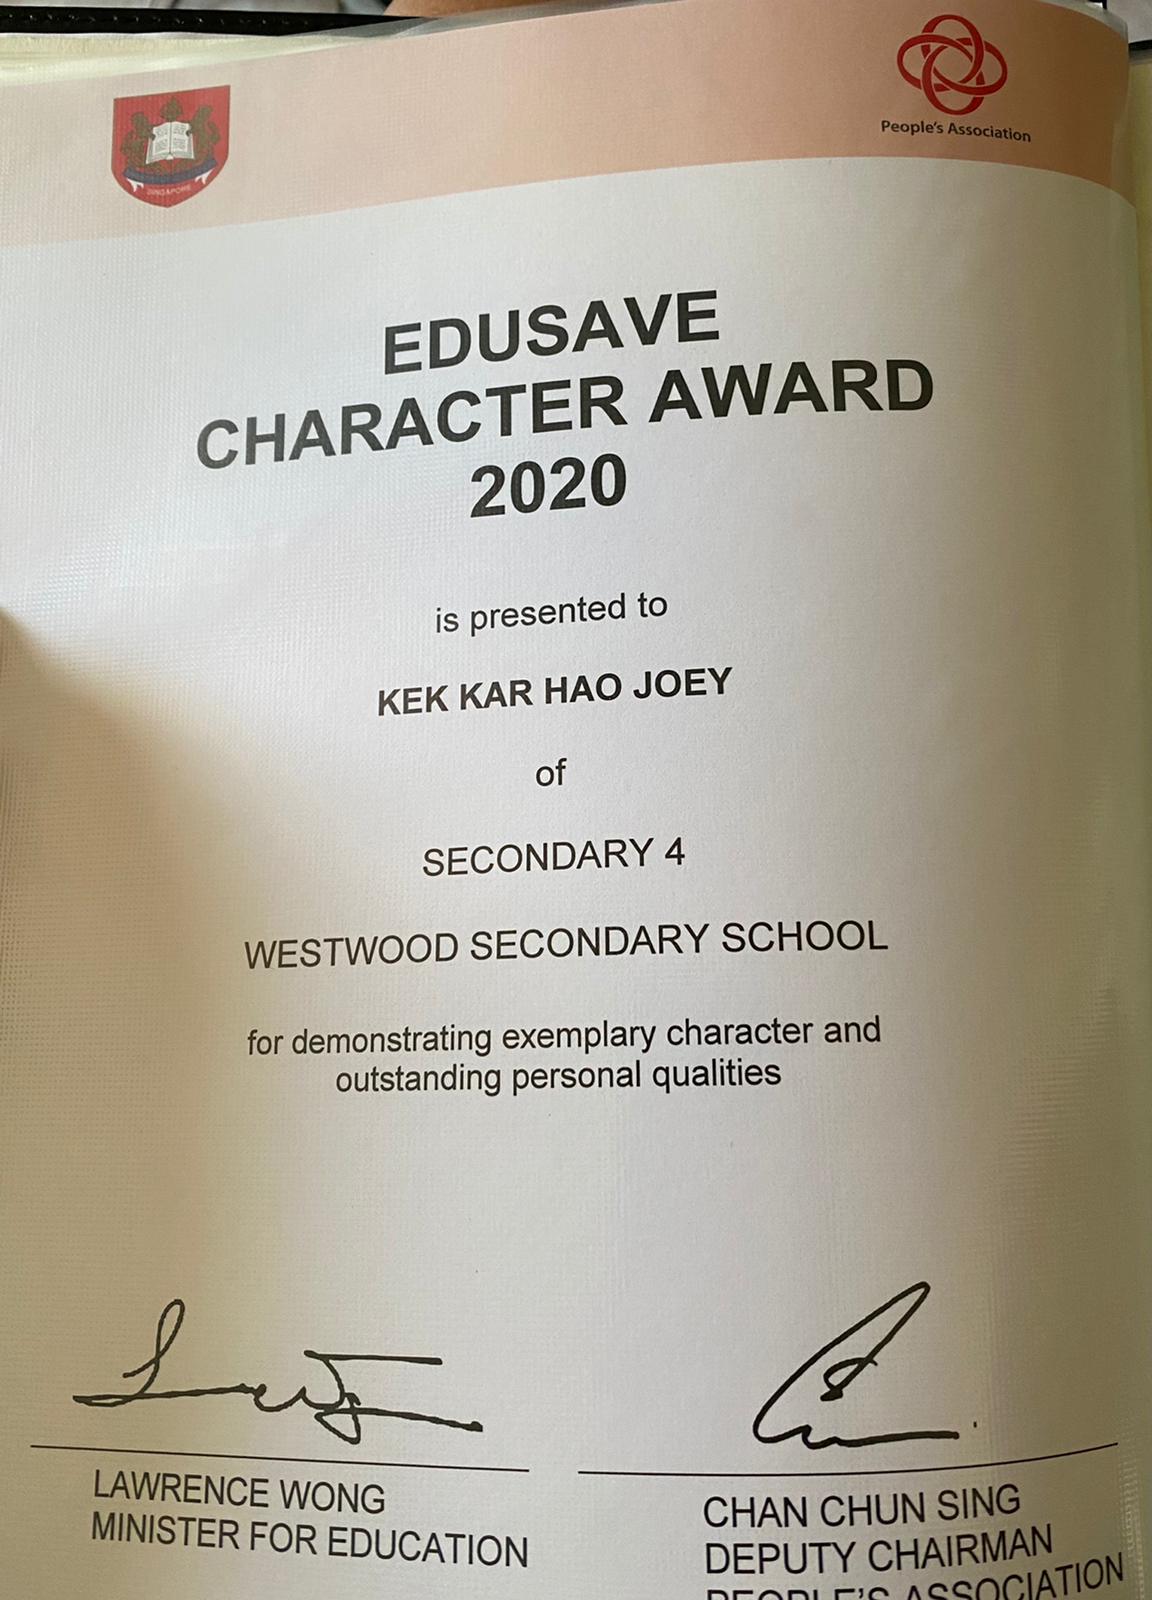 SINGAPORE
People's Association
EDUSAVE
CHARACTER AWARD
2020
is presented to
KEK KAR HAO JOEY
of
SECONDARY 4
WESTWOOD SECONDARY SCHOOL
for demonstrating exemplary character and
outstanding personal qualities
LAWRENCE WONG
MINISTER FOR EDUCATION
CHAN CHUN SING
DEPUTY CHAIRMAN
PEOPLE'S ASSOCIATION